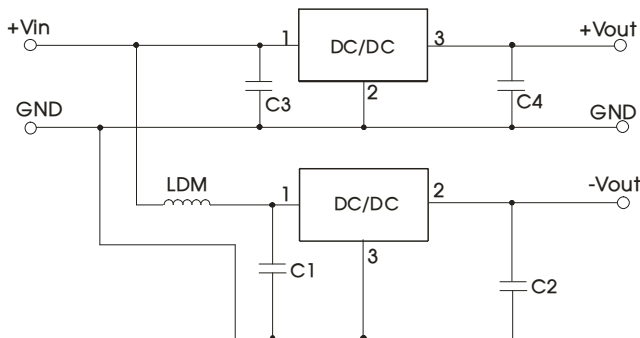 +Vin
1
DC/DC
3
+Vout
C3
2
C4
GND
GND
LDM
1
DC/DC
2
-Vout
C1
3
C2